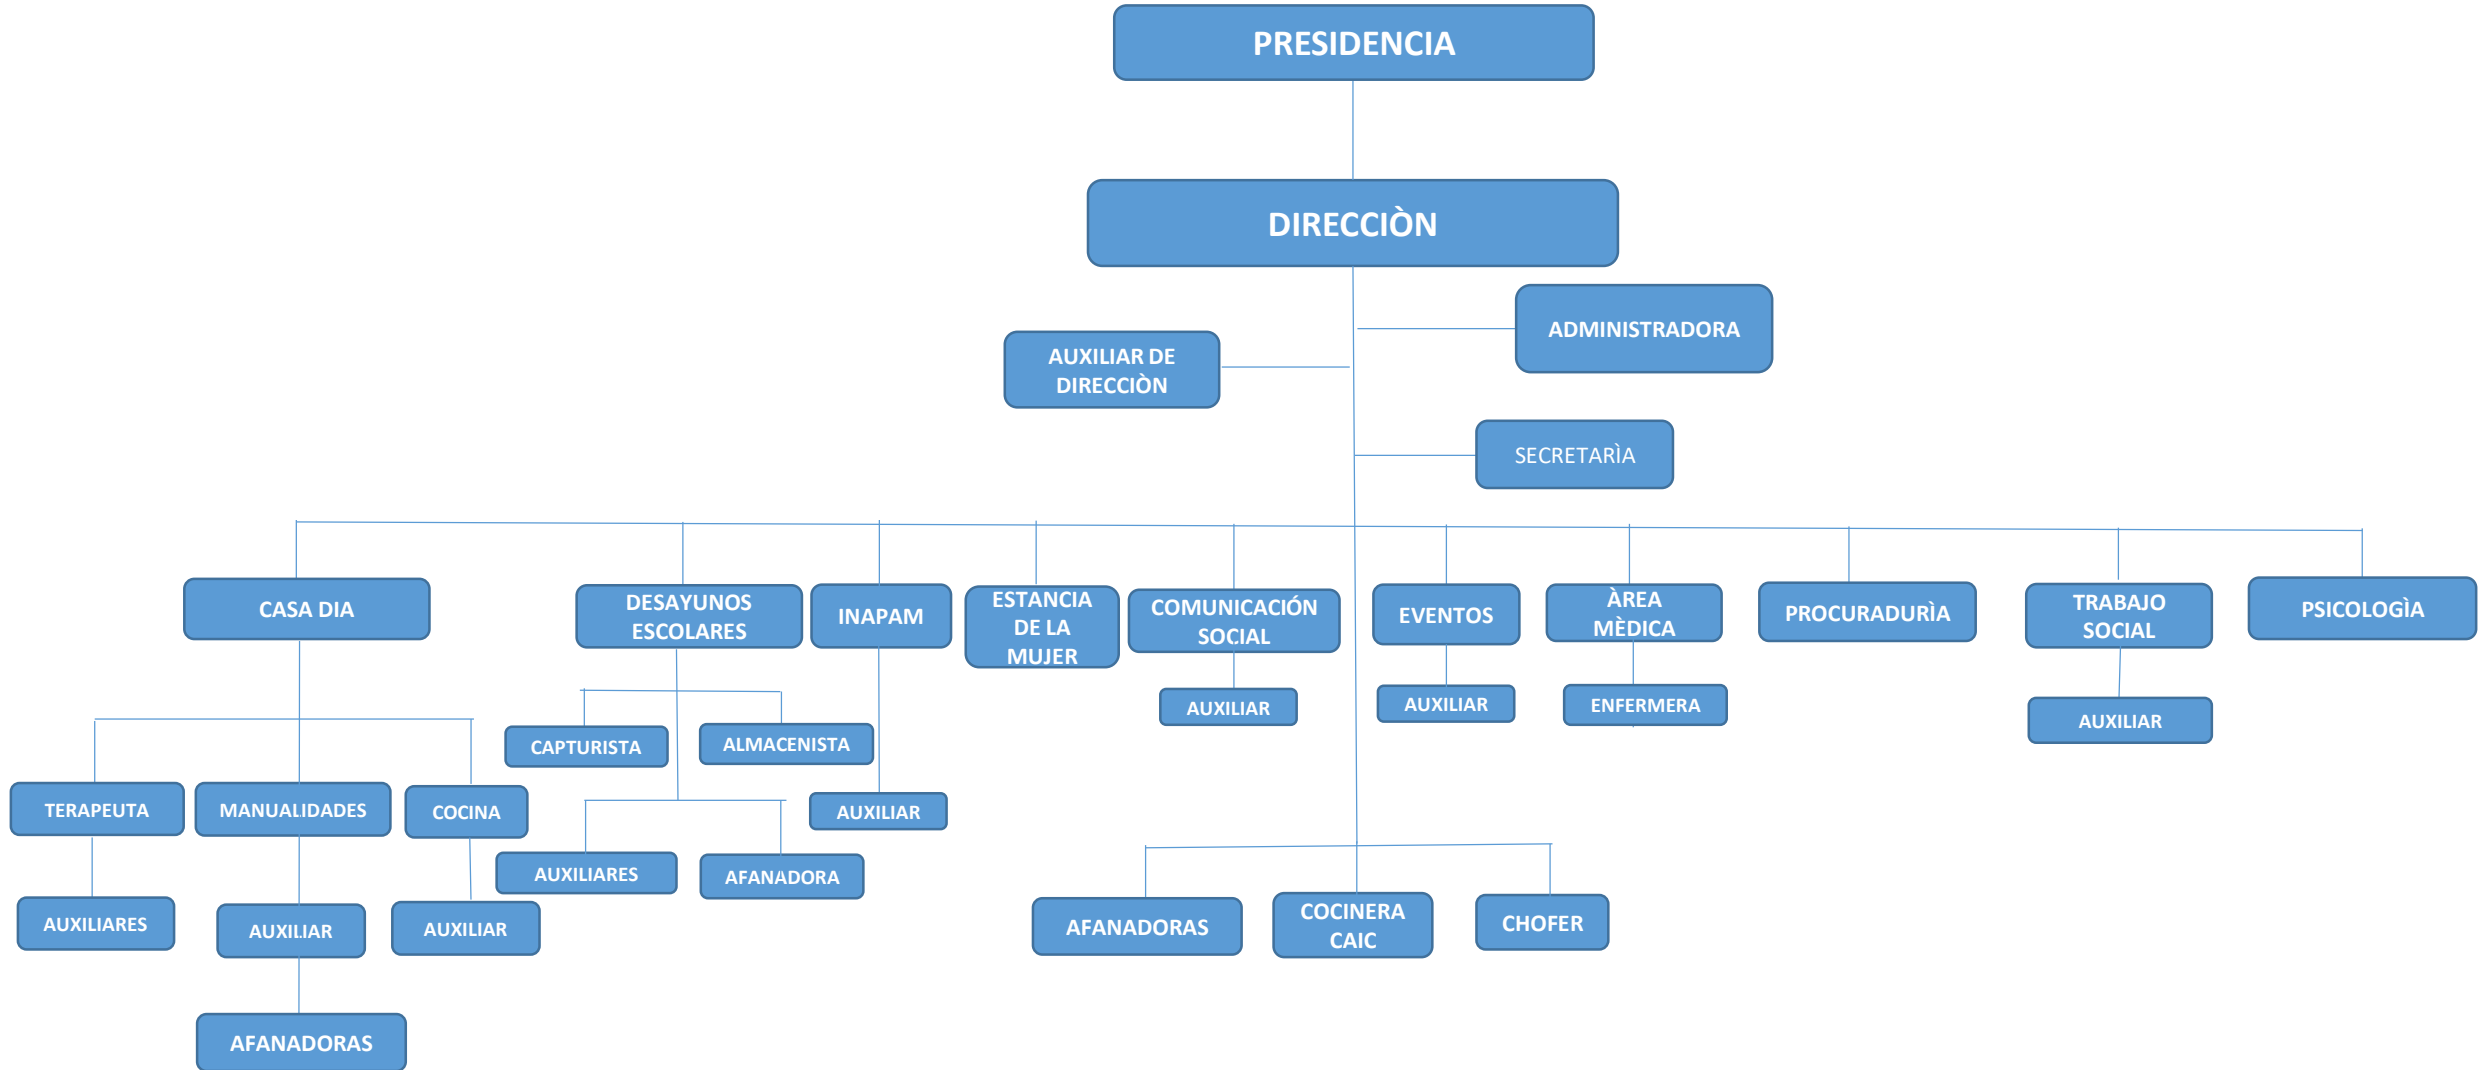 PRESIDENCIA
DIRECCIÒN
ADMINISTRADORA
AUXILIAR DE
DIRECCIÒN
SECRETARÌA
CASA DIA
DESAYUNOS
ESCOLARES
INAPAM
ESTANCIA
DE LA
MUJER
COMUNICACIÓN
SOCIAL
EVENTOS
ÀREA
MÈDICA
PROCURADURÌA
TRABAJO
SOCIAL
PSICOLOGÌA
AUXILIAR
AUXILIAR
ENFERMERA
AUXILIAR
CAPTURISTA
ALMACENISTA
TERAPEUTA
MANUALIDADES
COCINA
AUXILIAR
AUXILIARES
AFANADORA
AUXILIARES
AUXILIAR
AUXILIAR
AFANADORAS
COCINERA
CAIC
CHOFER
AFANADORAS